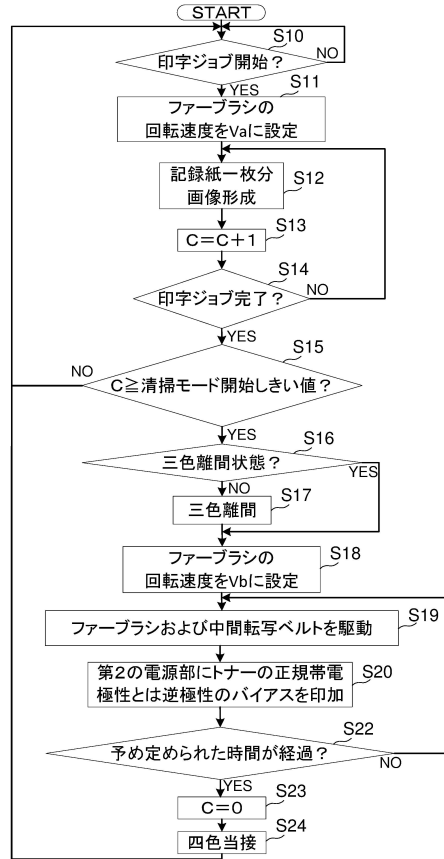 START
S10
印字ジョブ開始？
NO
YES
S11
ファーブラシの
回転速度をVaに設定
記録紙一枚分
画像形成
S12
S13
C=C+1
S14
印字ジョブ完了？
NO
YES
S15
NO
C≧清掃モード開始しきい値？
YES
S16
三色離間状態？
YES
NO
S17
三色離間
ファーブラシの
回転速度をVbに設定
S18
S19
ファーブラシおよび中間転写ベルトを駆動
第2の電源部にトナーの正規帯電
極性とは逆極性のバイアスを印加
S20
S22
予め定められた時間が経過？
NO
YES
C=0
S23
四色当接
S24